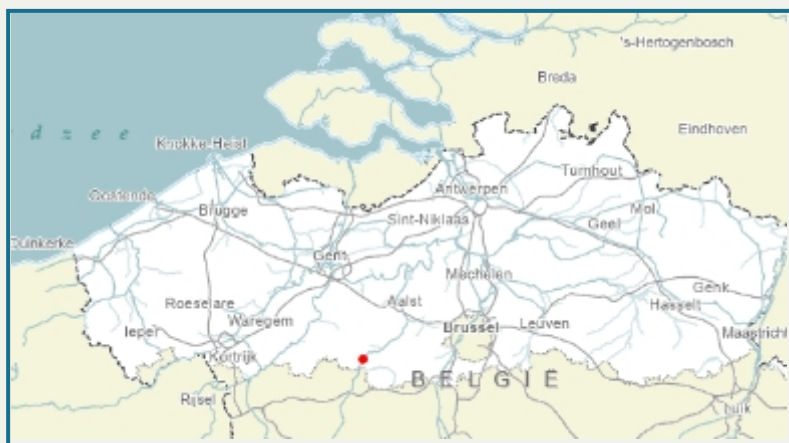 's-Hertogenbosch
Breda
Eindhoven
d z e e
Knokke-Heist
Turnhout
Antwerpen
Oostende
Brugge
Sint-Niklaas
Geel
Mol
Duinkerke
Gent
Mechelen
Genk
Roeselare
Aalst
Hasselt
Ieper
Waregem
Brussel
Leuven
Maastricht
Kortrijk
BELGIË
Rijsel
Luik